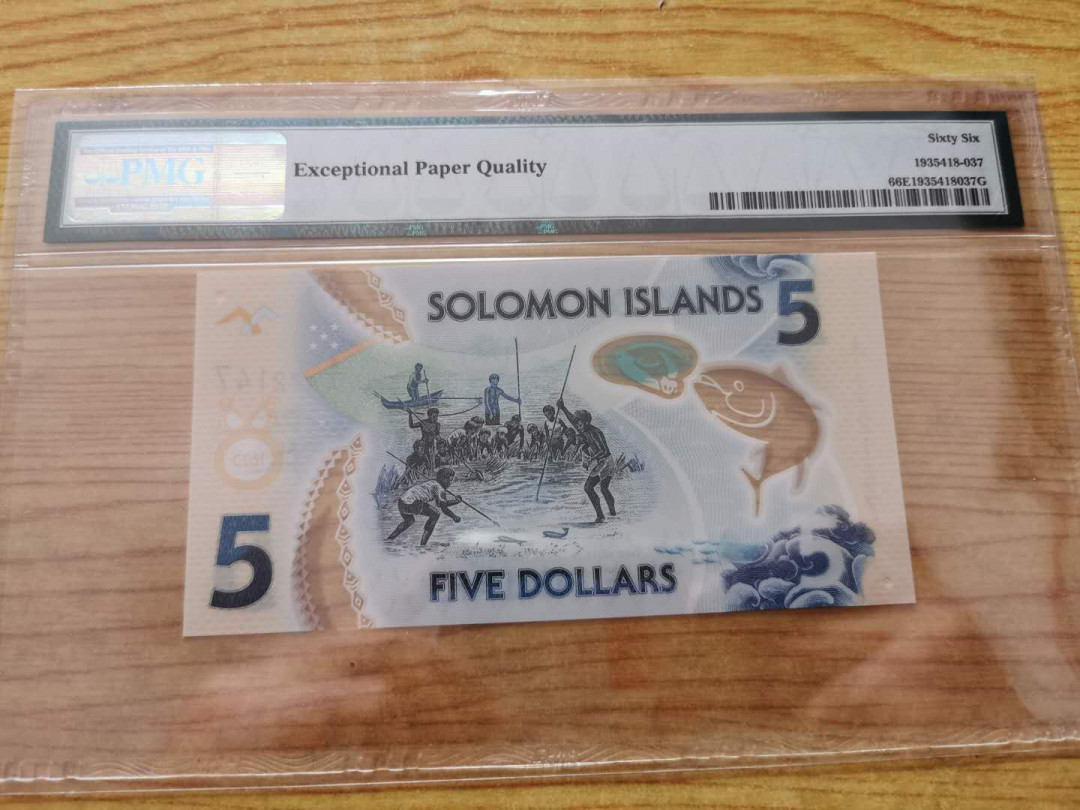 PMG
Exceptional Paper Quality
Sixty Six
1935418-037
66E1935418037G
SOLOMON ISLANDS
5
5
FIVE DOLLARS